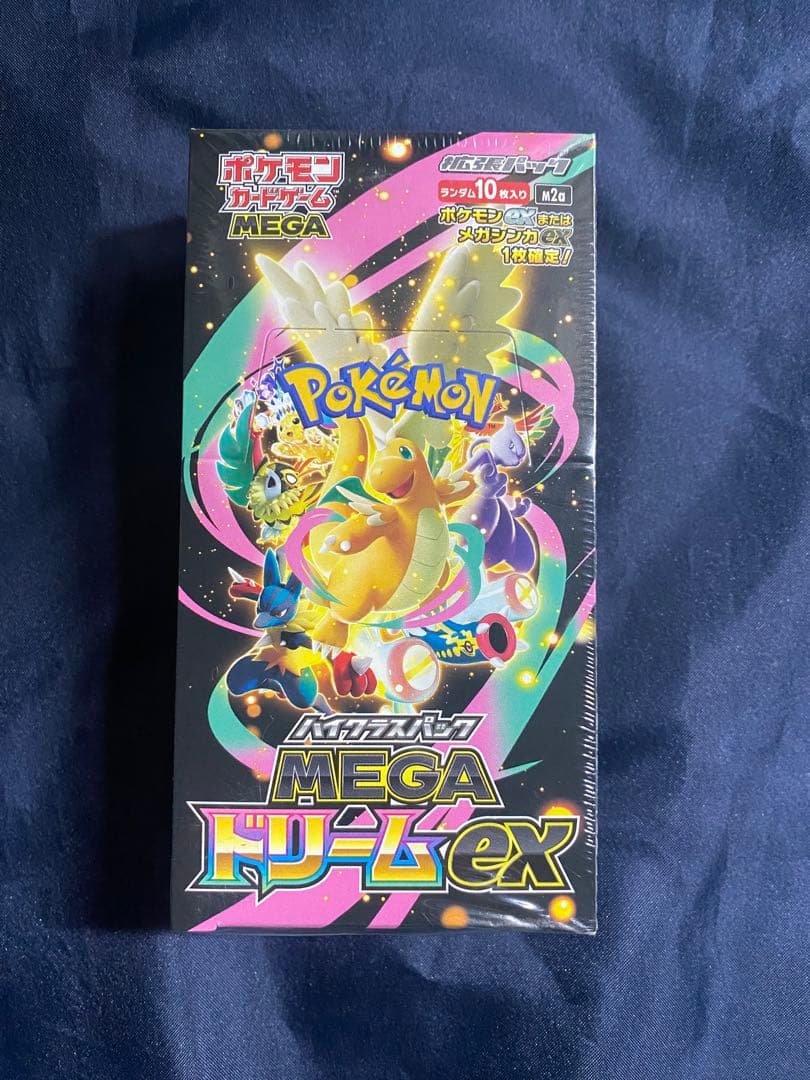 ポケモン
カードゲーム
MEGA
拡張パック
ランダム10枚入り M2a
ポケモンexまたは
メガシンカex
1枚確定!
POKéMON
TM
ハイクラスパック
MEGA
ドリームex